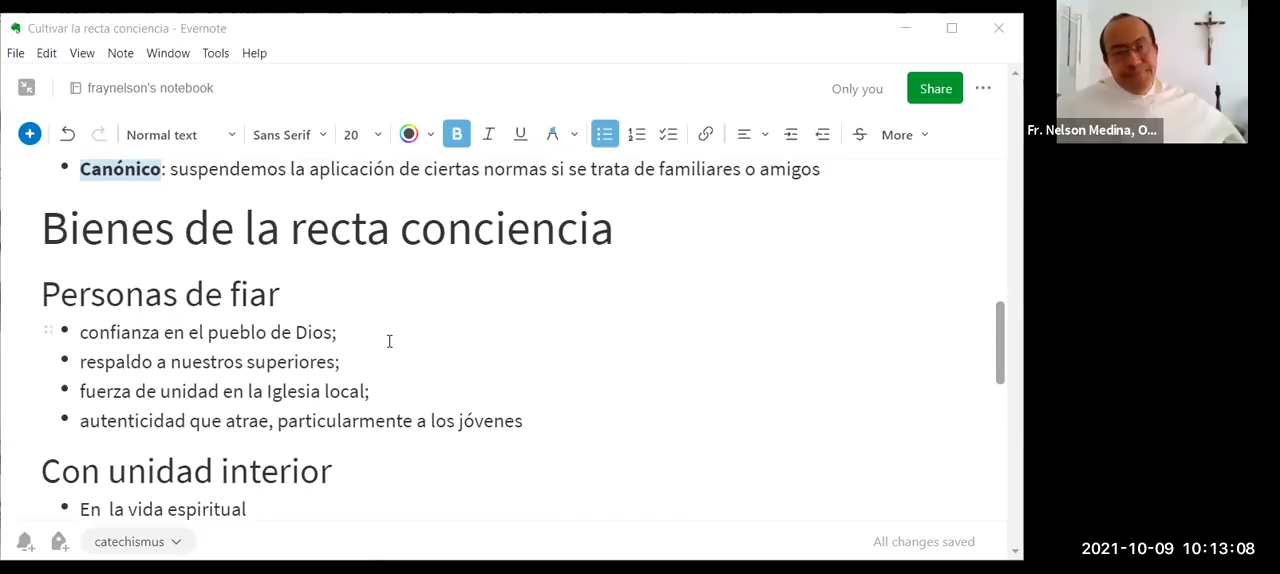 Cultivar la recta conciencia - Evernote
File Edit View Note Window Tools Help
fraynelson's notebook
Only you
Share
Normal text
Sans Serif
20
B I U
More
Canónico: suspendemos la aplicación de ciertas normas si se trata de familiares o amigos
Bienes de la recta conciencia
Personas de fiar
confianza en el pueblo de Dios;
respaldo a nuestros superiores;
fuerza de unidad en la Iglesia local;
autenticidad que atrae, particularmente a los jóvenes
Con unidad interior
En la vida espiritual
catechismus
All changes saved
Fr. Nelson Medina, O...
2021-10-09 10:13:08